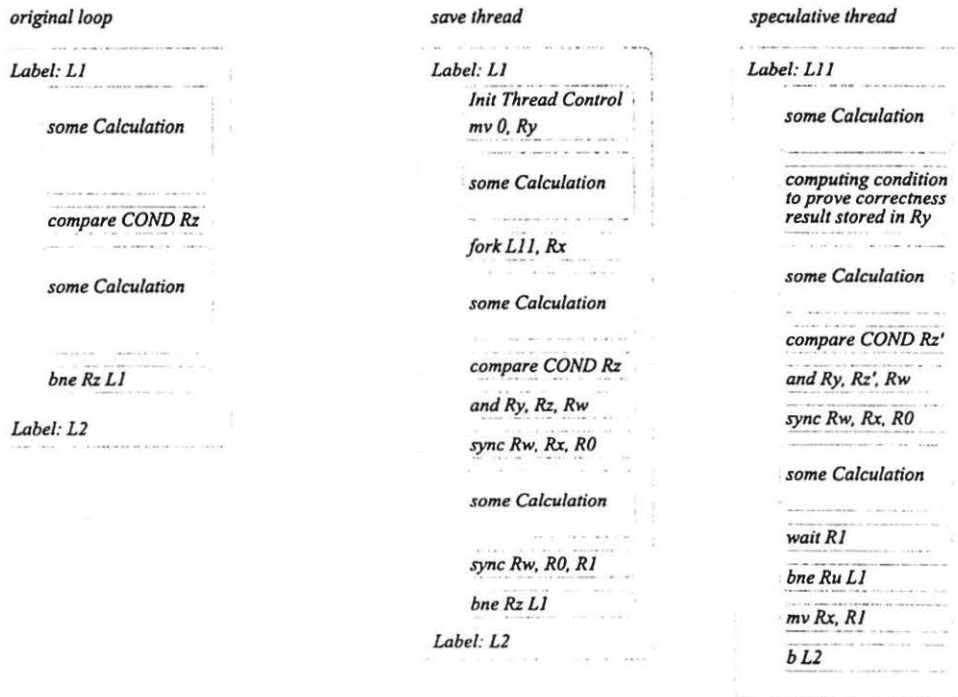 original loop
Label: L1
some Calculation
compare COND Rz
some Calculation
bne Rz L1
Label: L2
save thread
Label: L1
Init Thread Control
mv 0, Ry
some Calculation
fork L11, Rx
some Calculation
compare COND Rz
and Ry, Rz, Rw
sync Rw, Rx, R0
some Calculation
sync Rw, R0, R1
bne Rz L1
Label: L2
speculative thread
Label: L11
some Calculation
computing condition
to prove correctness
result stored in Ry
some Calculation
compare COND Rz'
and Ry, Rz', Rw
sync Rw, Rx, R0
some Calculation
wait R1
bne Ru L1
mv Rx, R1
b L2